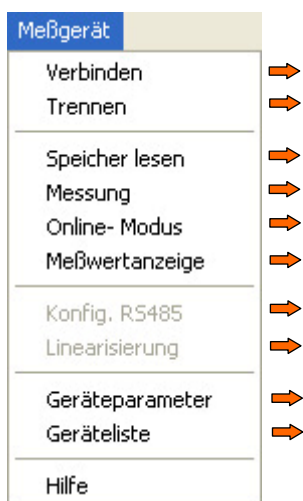 Meßgerät
Verbinden
Trennen
Speicher lesen
Messung
Online- Modus
Meßwertanzeige
Konfig. RS485
Linearisierung
Geräteparameter
Geräteliste
Hilfe